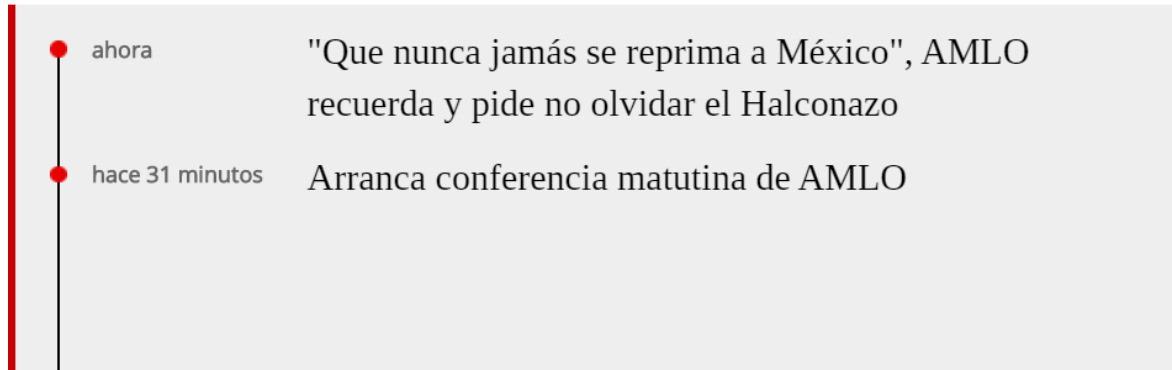 ahora
"Que nunca jamás se reprima a México", AMLO
recuerda y pide no olvidar el Halconazo
hace 31 minutos
Arranca conferencia matutina de AMLO